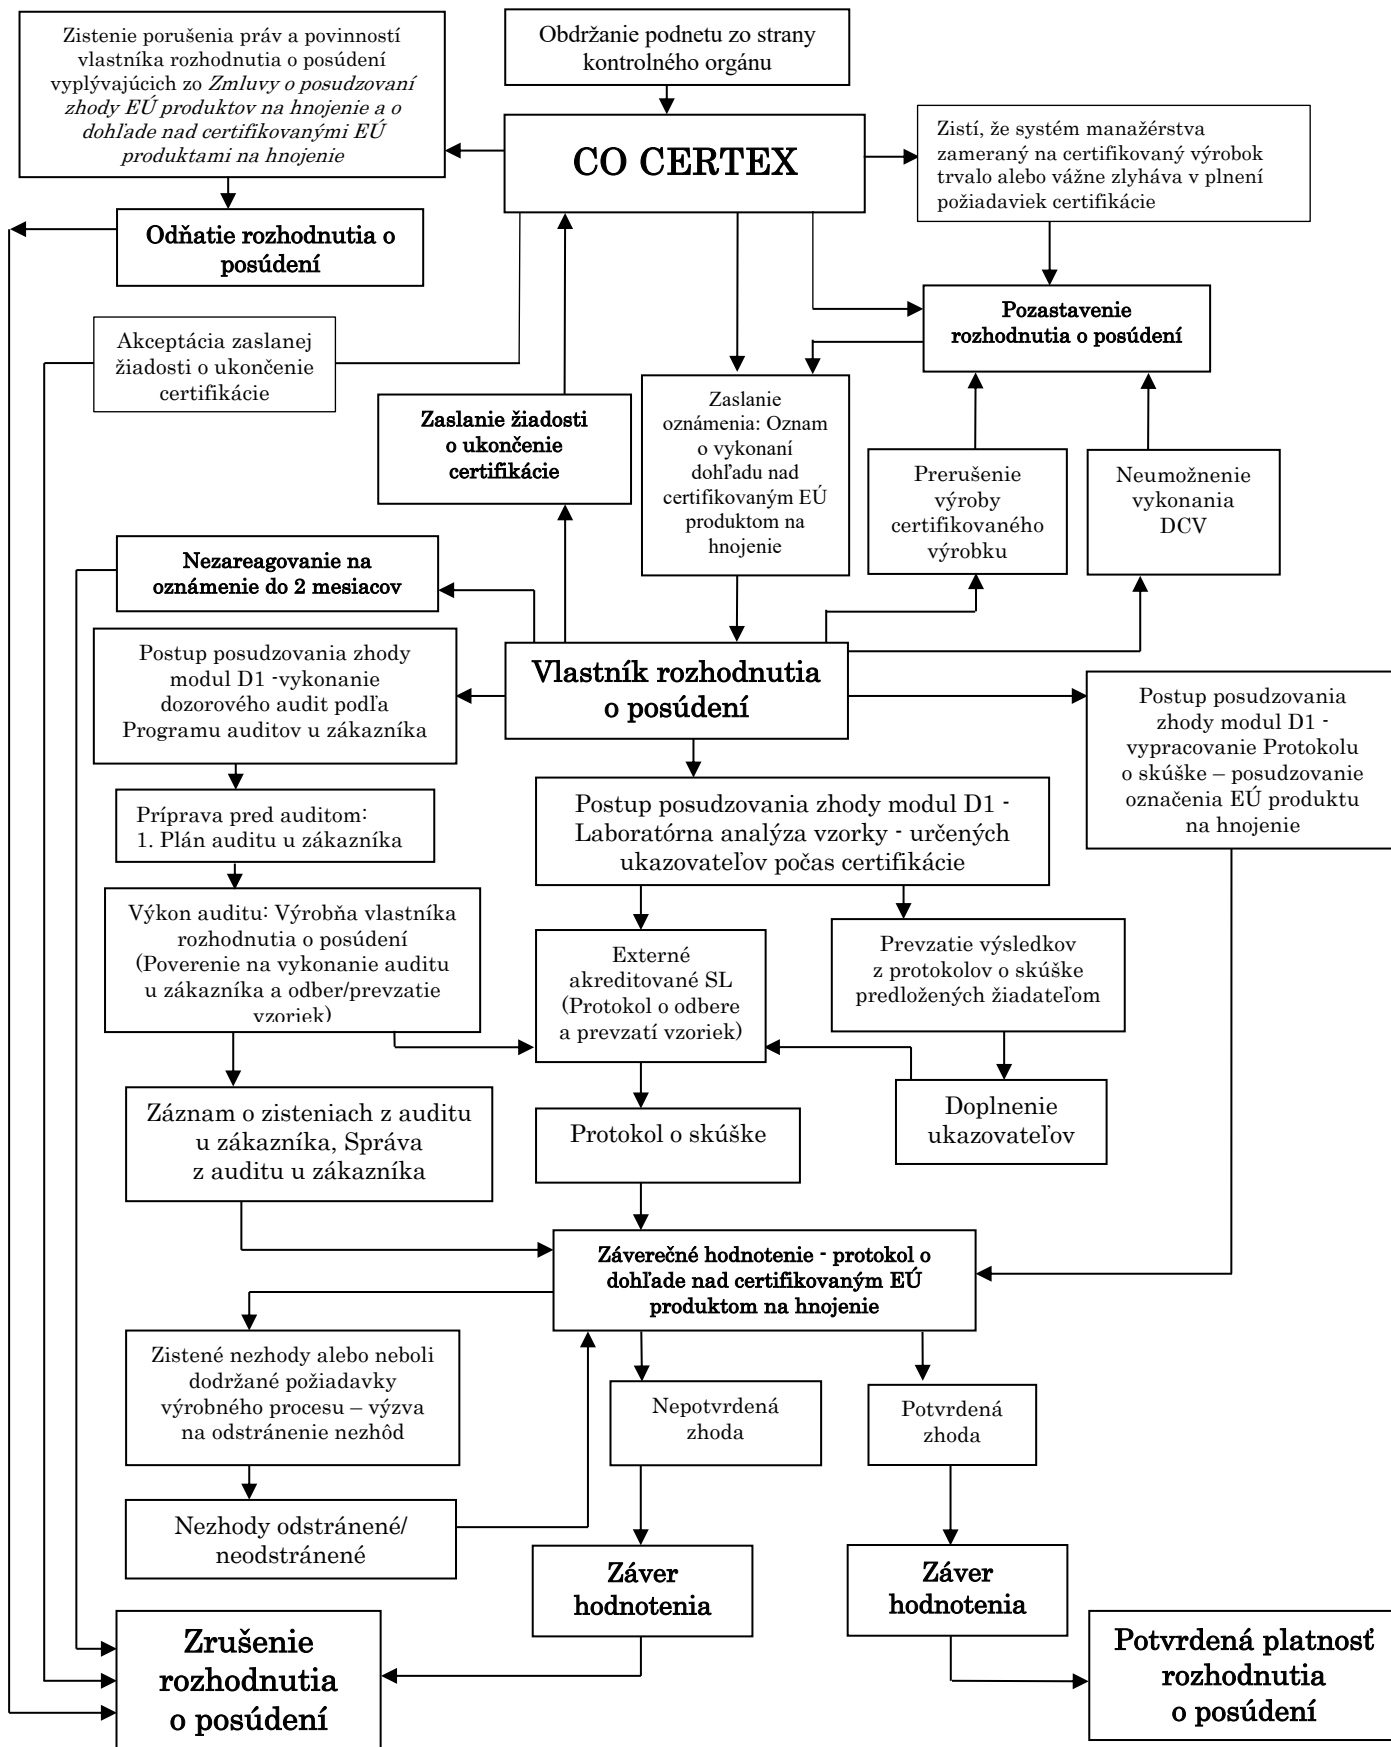 Zistenie porušenia práv a povinností
vlastníka rozhodnutia o posúdení
vyplývajúcich zo Zmluvy o posudzovaní
zhody EÚ produktov na hnojenie a o
dohľade nad certifikovanými EÚ
produktami na hnojenie
Obdržanie podnetu zo strany
kontrolného orgánu
CO CERTEX
Zistí, že systém manažérstva
zameraný na certifikovaný výrobok
trvalo alebo vážne zlyháva v plnení
požiadaviek certifikácie
Odňatie rozhodnutia o
posúdení
Pozastavenie
rozhodnutia o posúdení
Akceptácia zaslanej
žiadosti o ukončenie
certifikácie
Zaslanie žiadosti
o ukončenie
certifikácie
Zaslanie
oznámenia: Oznam
o vykonaní
dohľadu nad
certifikovaným EÚ
produktom na
hnojenie
Prerušenie
výroby
certifikovaného
výrobku
Neumožnenie
vykonania
DCV
Nezareagovanie na
oznámenie do 2 mesiacov
Postup posudzovania zhody
modul D1 -vykonanie
dozorového audit podľa
Programu auditov u zákazníka
Vlastník rozhodnutia
o posúdení
Postup posudzovania
zhody modul D1 -
vypracovanie Protokolu
o skúške – posudzovanie
označenia EÚ produktu
na hnojenie
Príprava pred auditom:
1. Plán auditu u zákazníka
Postup posudzovania zhody modul D1 -
Laboratórna analýza vzorky - určených
ukazovateľov počas certifikácie
Výkon auditu: Výrobňa vlastníka
rozhodnutia o posúdení
(Poverenie na vykonanie auditu
u zákazníka a odber/prevzatie
vzoriek)
Externé
akreditované SL
(Protokol o odbere
a prevzatí vzoriek)
Prevzatie výsledkov
z protokolov o skúške
predložených žiadateľom
Záznam o zisteniach z auditu
u zákazníka, Správa
z auditu u zákazníka
Protokol o skúške
Doplnenie
ukazovateľov
Záverečné hodnotenie - protokol o
dohľade nad certifikovaným EÚ
produktom na hnojenie
Zistené nezhody alebo neboli
dodržané požiadavky
výrobného procesu – výzva
na odstránenie nezhôd
Nepotvrdená
zhoda
Potvrdená
zhoda
Nezhody odstránené/
neodstránené
Záver
hodnotenia
Záver
hodnotenia
Zrušenie
rozhodnutia
o posúdení
Potvrdená platnosť
rozhodnutia
o posúdení